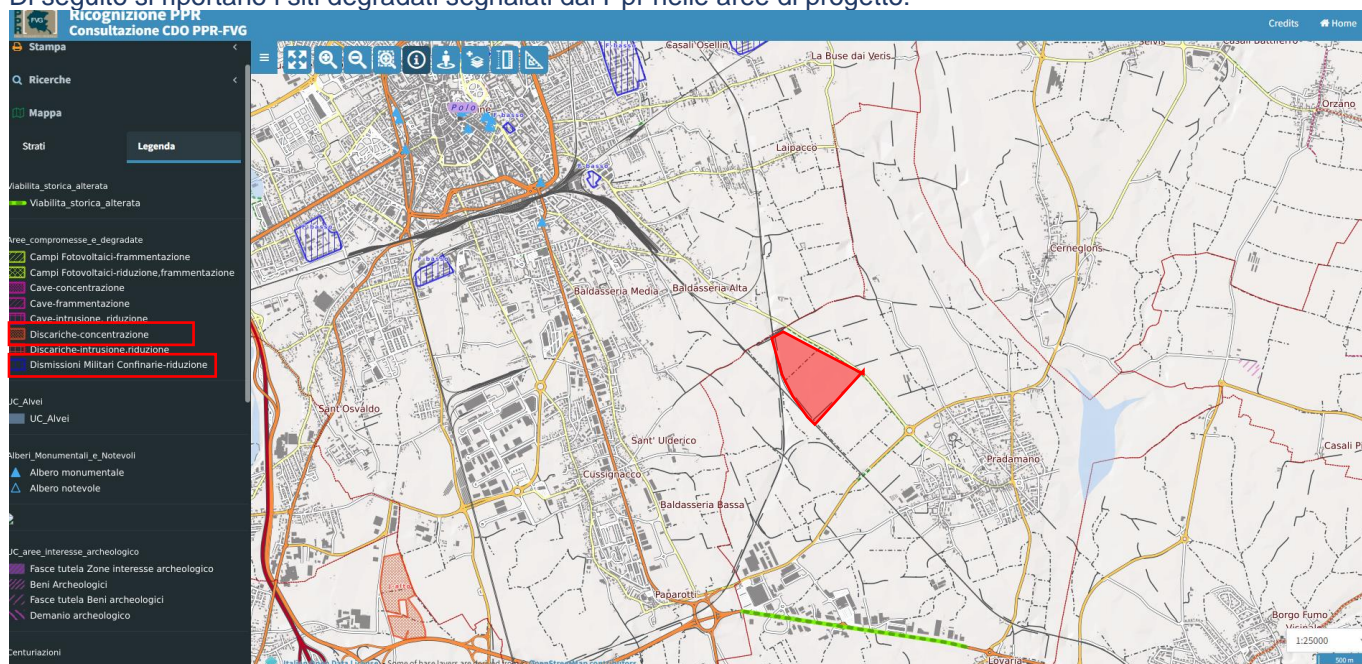 Di seguito si riportano i siti degradati segnalati dal Ppr nelle aree di progetto.
Ricognizione PPR
Consultazione CDO PPR-FVG
Credits
Home
Stampa
Ricerche
Mappa
Strati
Legenda
Viabilita_storica_alterata
Viabilita_storica_alterata
Aree_compromesse_e_degradate
Campi Fotovoltaici-frammentazione
Campi Fotovoltaici-riduzione,frammentazione
Cave-concentrazione
Cave-frammentazione
Cave-intrusione, riduzione
Discariche-concentrazione
Discariche-intrusione,riduzione
Dismissioni Militari Confinarie-riduzione
UC_Alvei
UC_Alvei
Alberi_Monumentali_e_Notevoli
Albero monumentale
Albero notevole
UC_aree_interesse_archeologico
Fasce tutela Zone interesse archeologico
Beni Archeologici
Fasce tutela Beni archeologici
Demanio archeologico
Centuriazioni
Casali Osellin
La Buse dai Veris
Selvis
Casali Battiferro
Orzano
Polo
Laipacco
Cerneglons
Baldasseria Media
Baldasseria Alta
Sant'Osvaldo
Sant' Ulderico
Cussignacco
Pradamano
Casali P
Baldasseria Bassa
Paparotti
Borgo Fumo
Lovaria
1:25000
500 m